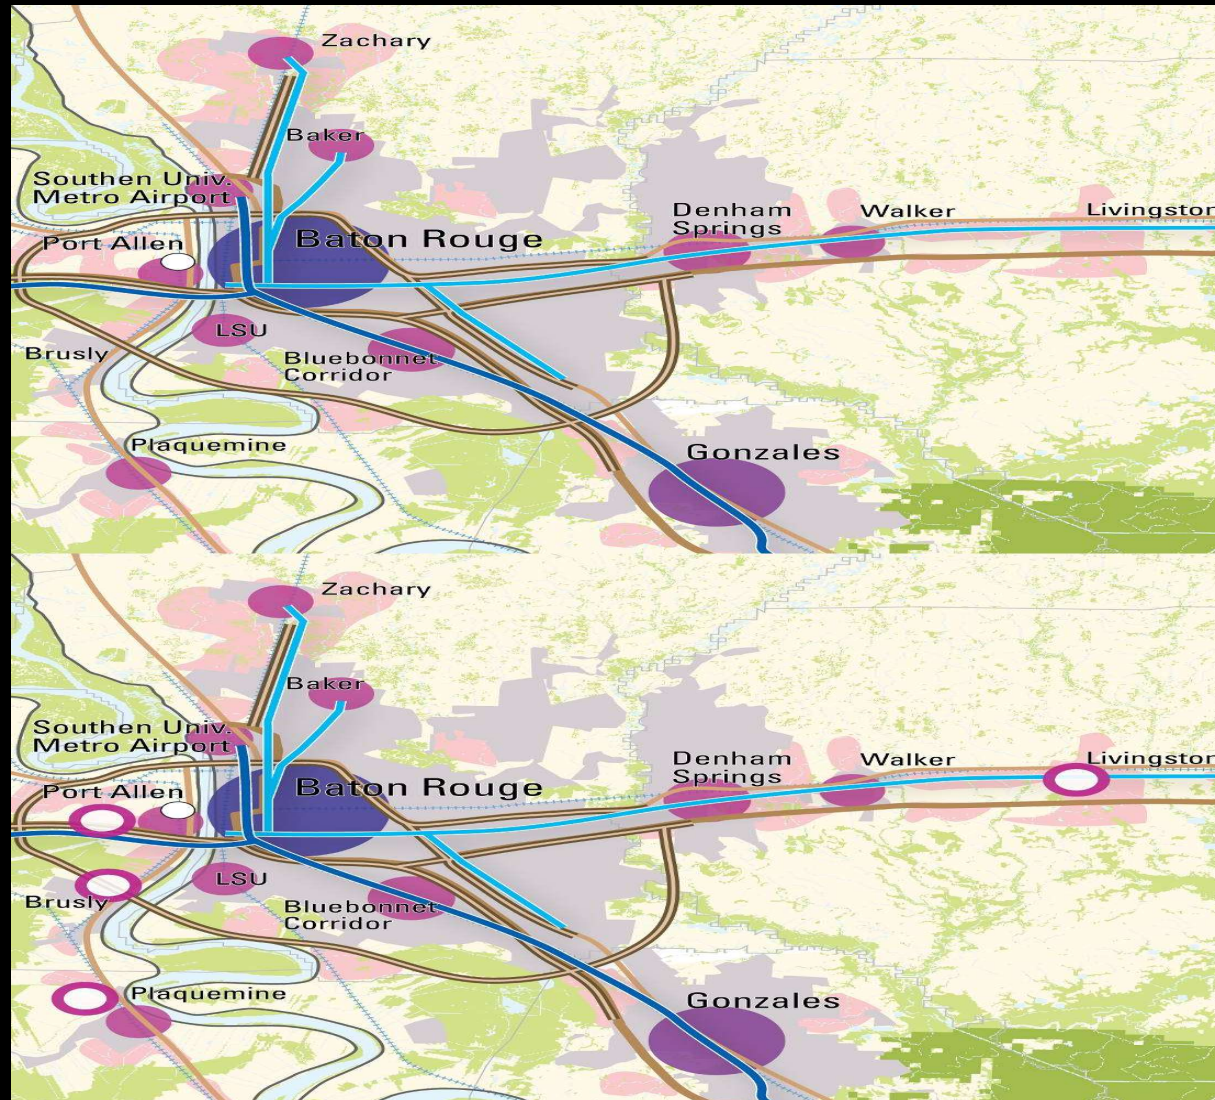 Zachary
Baker
Southen Univ.
Metro Airport
Denham
Springs
Walker
Livingston
Port Allen
Baton Rouge
LSU
Brusly
Bluebonnet
Corridor
Plaquemine
Gonzales
Zachary
Baker
Southen Univ.
Metro Airport
Denham
Springs
Walker
Livingston
Port Allen
Baton Rouge
LSU
Brusly
Bluebonnet
Corridor
Plaquemine
Gonzales